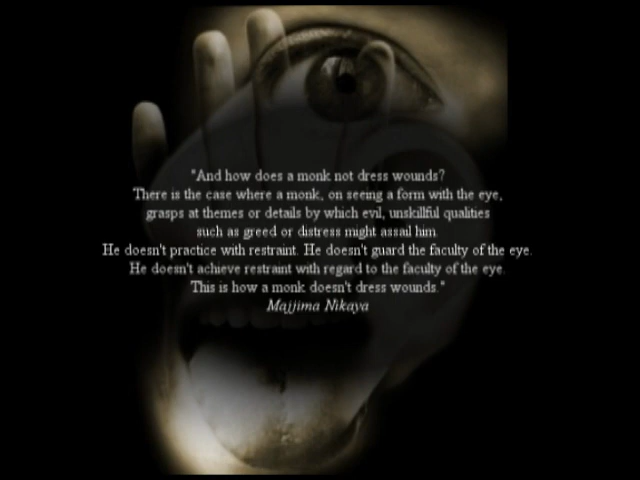 "And how does a monk not dress wounds?
There is the case where a monk, on seeing a form with the eye,
grasps at themes or details by which evil, unskillful qualities
such as greed or distress might assail him
He doesn't practice with restraint. He doesn't guard the faculty of the eye.
He doesn't achieve restraint with regard to the faculty of the eye.
This is how a monk doesn't dress wounds."
Majjima Nikaya